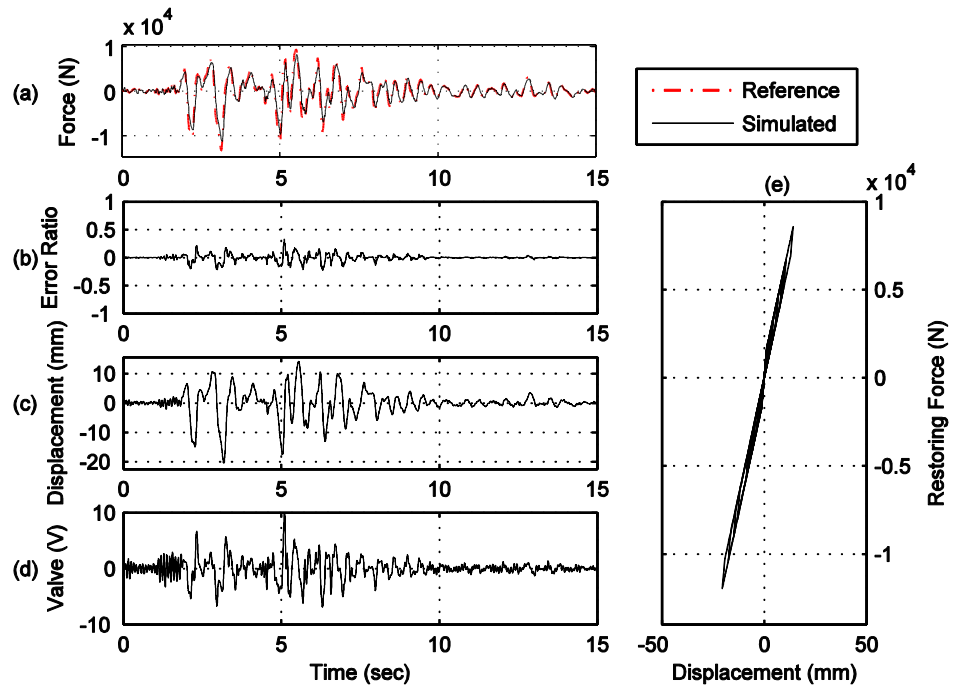 x 10^4
1
0
-1
0 5 10 15
(a)
Force (N)
Reference
Simulated
1
0.5
0
-0.5
-1
0 5 10 15
(b)
Error Ratio
10
0
-10
-20
0 5 10 15
(c)
Displacement (mm)
10
0
-10
0 5 10 15
(d)
Valve (V)
Time (sec)
(e)
x 10^4
1
0.5
0
-0.5
-1
-50 0 50
Restoring Force (N)
Displacement (mm)